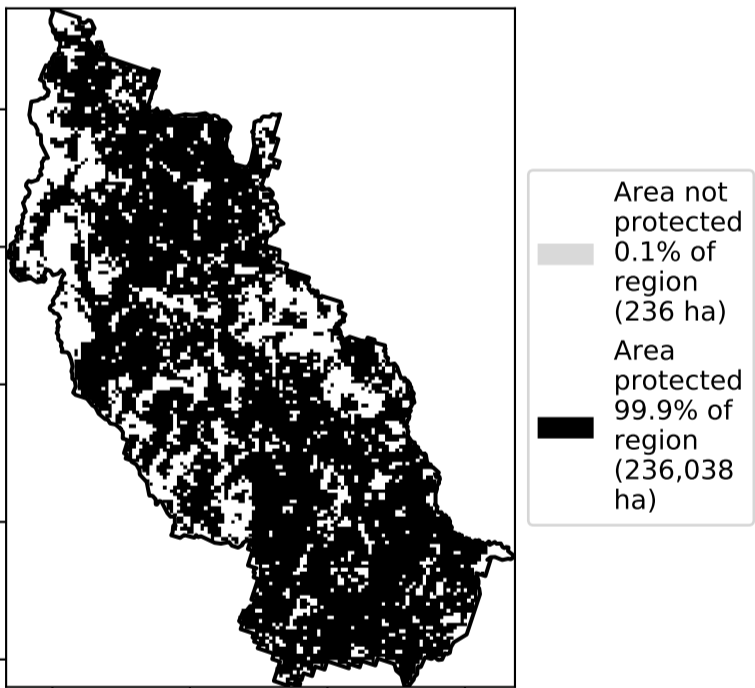 Area not
protected
0.1% of
region
(236 ha)
Area
protected
99.9% of
region
(236,038
ha)